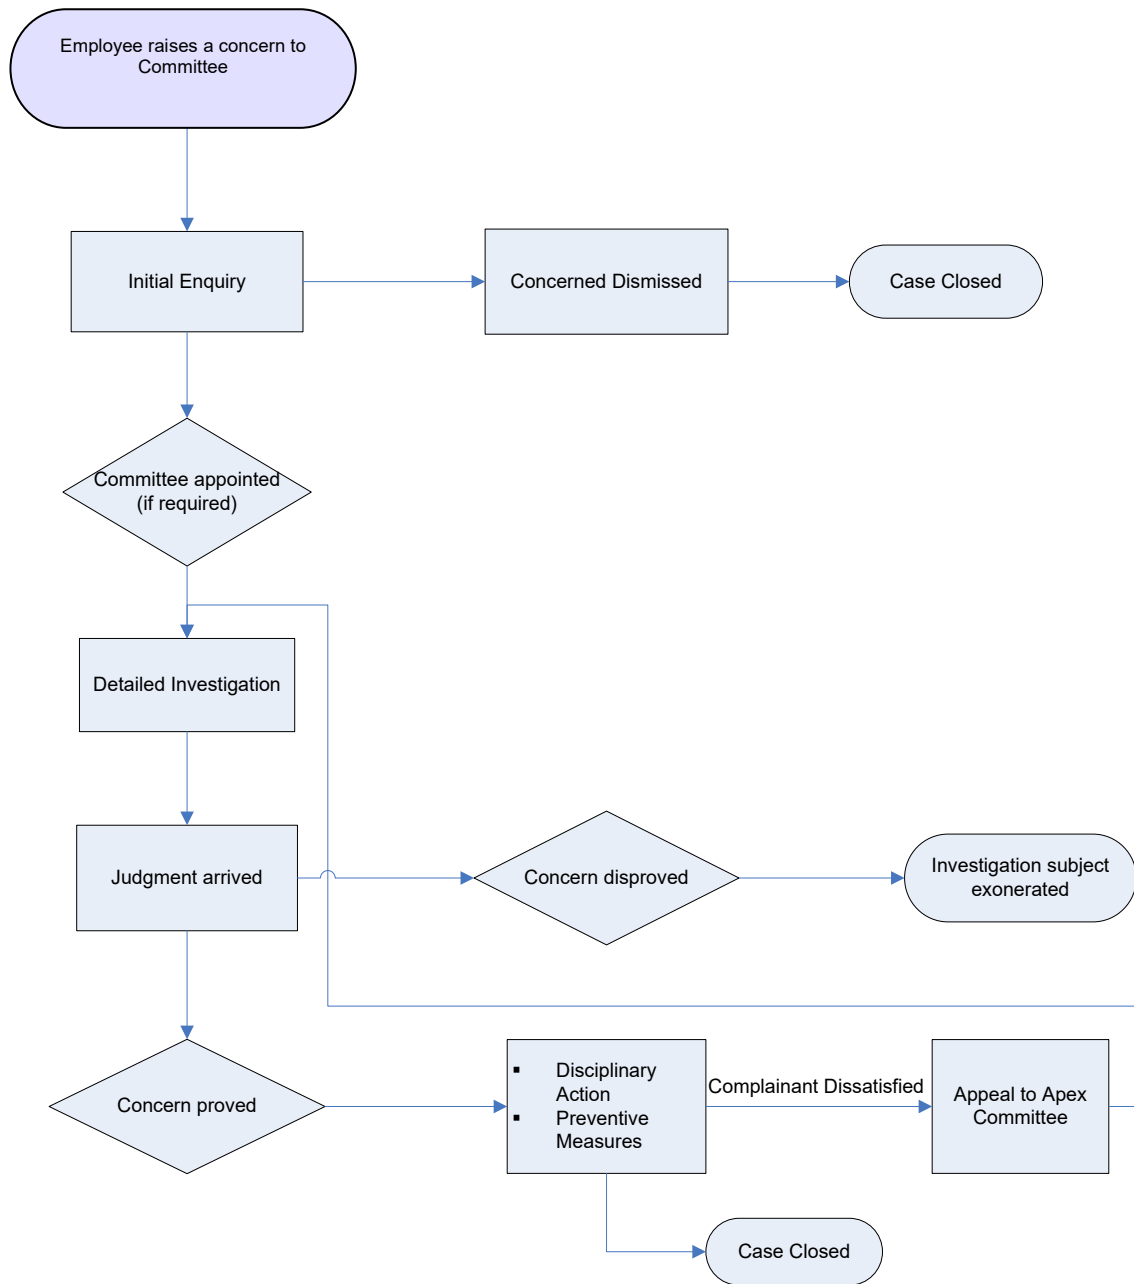 Employee raises a concern to
Committee
Initial Enquiry
Concerned Dismissed
Case Closed
Committee appointed
(if required)
Detailed Investigation
Judgment arrived
Concern disproved
Investigation subject
exonerated
Concern proved
▪ Disciplinary
Action
▪ Preventive
Measures
Complainant Dissatisfied
Appeal to Apex
Committee
Case Closed